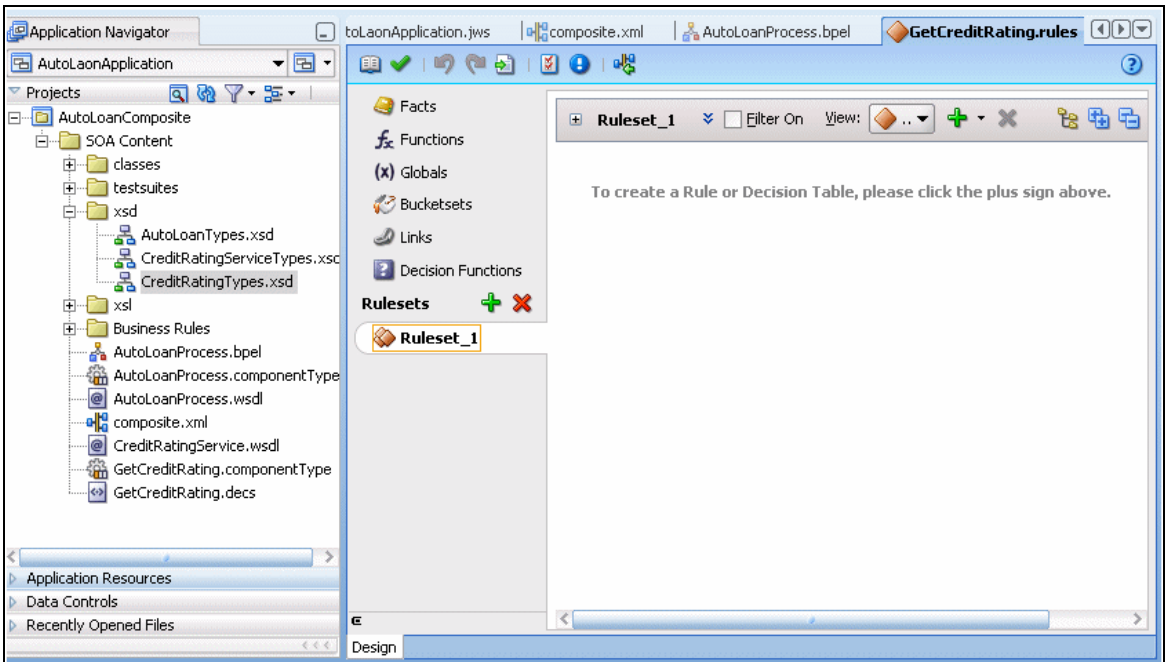 Application Navigator
AutoLaonApplication
Projects
AutoLoanComposite
SOA Content
classes
testsuites
xsd
AutoLoanTypes.xsd
CreditRatingServiceTypes.xsd
CreditRatingTypes.xsd
xsl
Business Rules
AutoLoanProcess.bpel
AutoLoanProcess.componentType
AutoLoanProcess.wsdl
composite.xml
CreditRatingService.wsdl
GetCreditRating.componentType
GetCreditRating.decs
Application Resources
Data Controls
Recently Opened Files
toLaonApplication.jws composite.xml AutoLoanProcess.bpel GetCreditRating.rules
Facts
Functions
(x) Globals
Bucketsets
Links
Decision Functions
Rulesets
Ruleset_1
Ruleset_1 Filter On View: ..
To create a Rule or Decision Table, please click the plus sign above.
Design